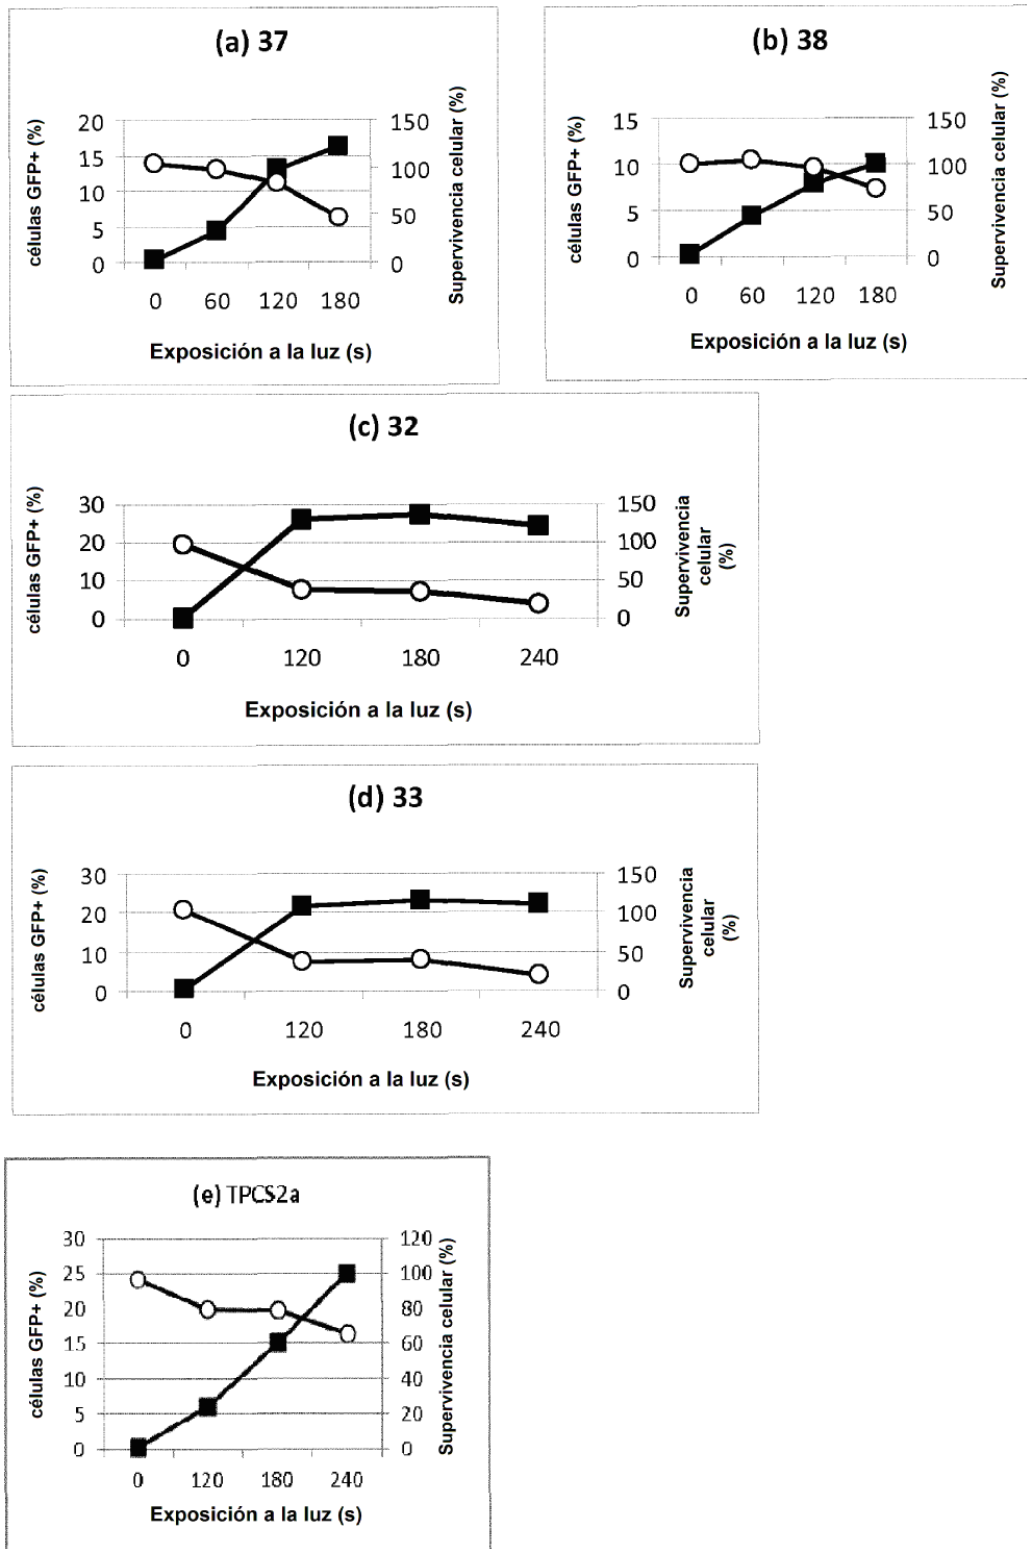 (a) 37
células GFP+ (%)
20
15
10
5
0
150
100
50
0
Supervivencia celular (%)
0 60 120 180
Exposición a la luz (s)
(b) 38
células GFP+ (%)
15
10
5
0
150
100
50
0
Supervivencia celular (%)
0 60 120 180
Exposición a la luz (s)
(c) 32
células GFP+ (%)
30
20
10
0
150
100
50
0
Supervivencia
celular
(%)
0 120 180 240
Exposición a la luz (s)
(d) 33
células GFP+ (%)
30
20
10
0
150
100
50
0
Supervivencia
celular
(%)
0 120 180 240
Exposición a la luz (s)
(e) TPCS2a
células GFP+ (%)
30
25
20
15
10
5
0
120
100
80
60
40
20
0
Supervivencia celular (%)
0 120 180 240
Exposición a la luz (s)